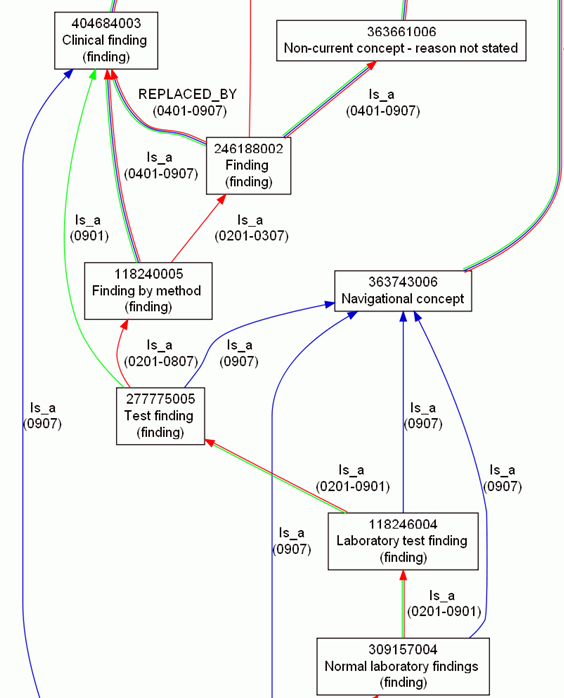 404684003
Clinical finding
(finding)
363661006
Non-current concept - reason not stated
REPLACED_BY
(0401-0907)
Is_a
(0401-0907)
246188002
Finding
(finding)
Is_a
(0401-0907)
Is_a
(0901)
Is_a
(0201-0307)
118240005
Finding by method
(finding)
363743006
Navigational concept
Is_a
(0201-0807)
Is_a
(0907)
277775005
Test finding
(finding)
Is_a
(0907)
Is_a
(0907)
Is_a
(0201-0901)
Is_a
(0907)
118246004
Laboratory test finding
(finding)
Is_a
(0907)
Is_a
(0201-0901)
309157004
Normal laboratory findings
(finding)